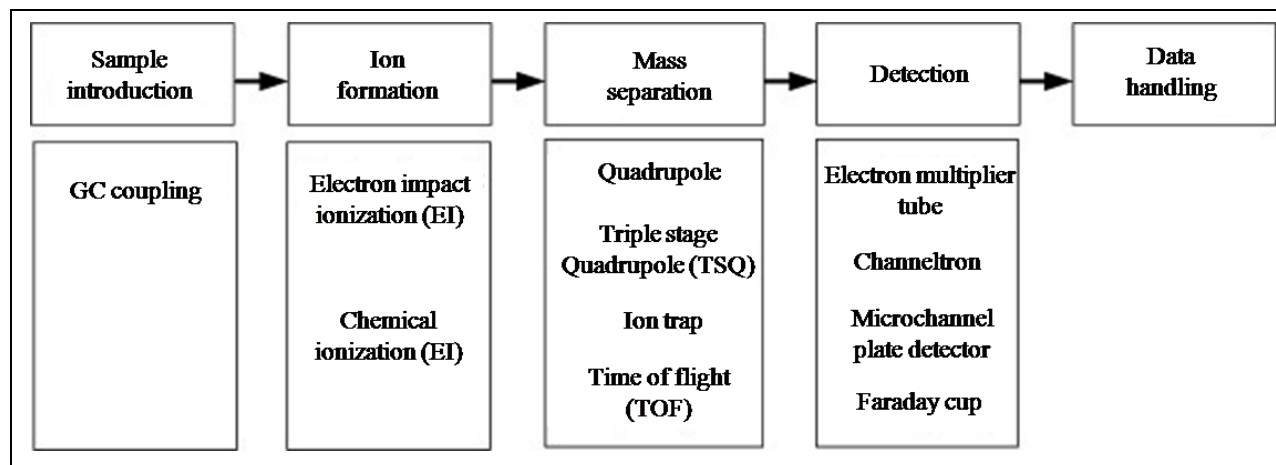 Sample
introduction
Ion
formation
Mass
separation
Detection
Data
handling
GC coupling
Electron impact
ionization (EI)
Chemical
ionization (EI)
Quadrupole
Triple stage
Quadrupole (TSQ)
Ion trap
Time of flight
(TOF)
Electron multiplier
tube
Channeltron
Microchannel
plate detector
Faraday cup